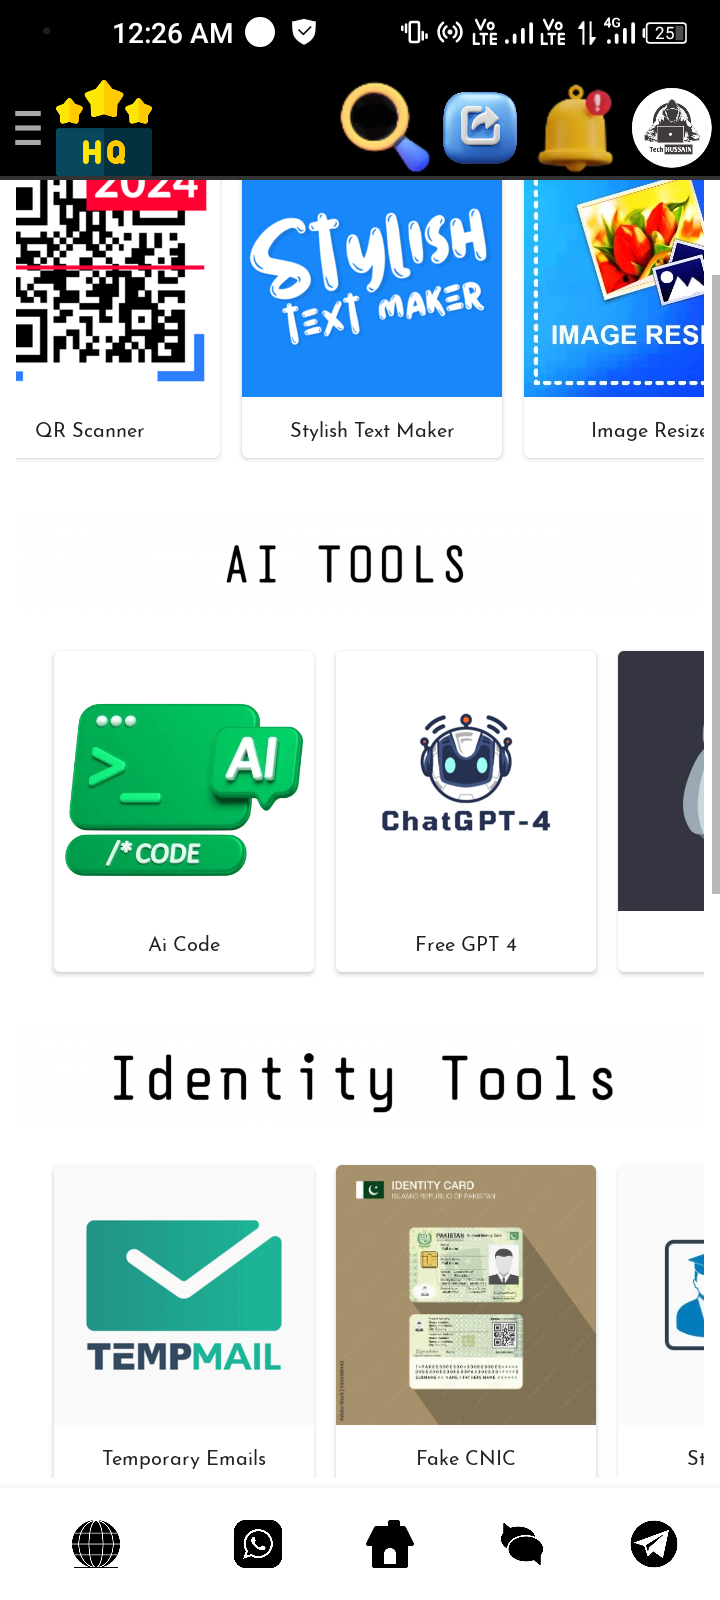 12:26 AM
Vo LTE
Vo LTE
4G
25
HQ
Tech HUSSAIN
2024
Stylish
TEXT MAKER
IMAGE RESI
QR Scanner
Stylish Text Maker
Image Resize
AI TOOLS
>_
AI
/*CODE
ChatGPT-4
Ai Code
Free GPT 4
Identity Tools
TEMPMAIL
IDENTITY CARD
ISLAMIC REPUBLIC OF PAKISTAN
PAKISTAN
Temporary Emails
Fake CNIC
St